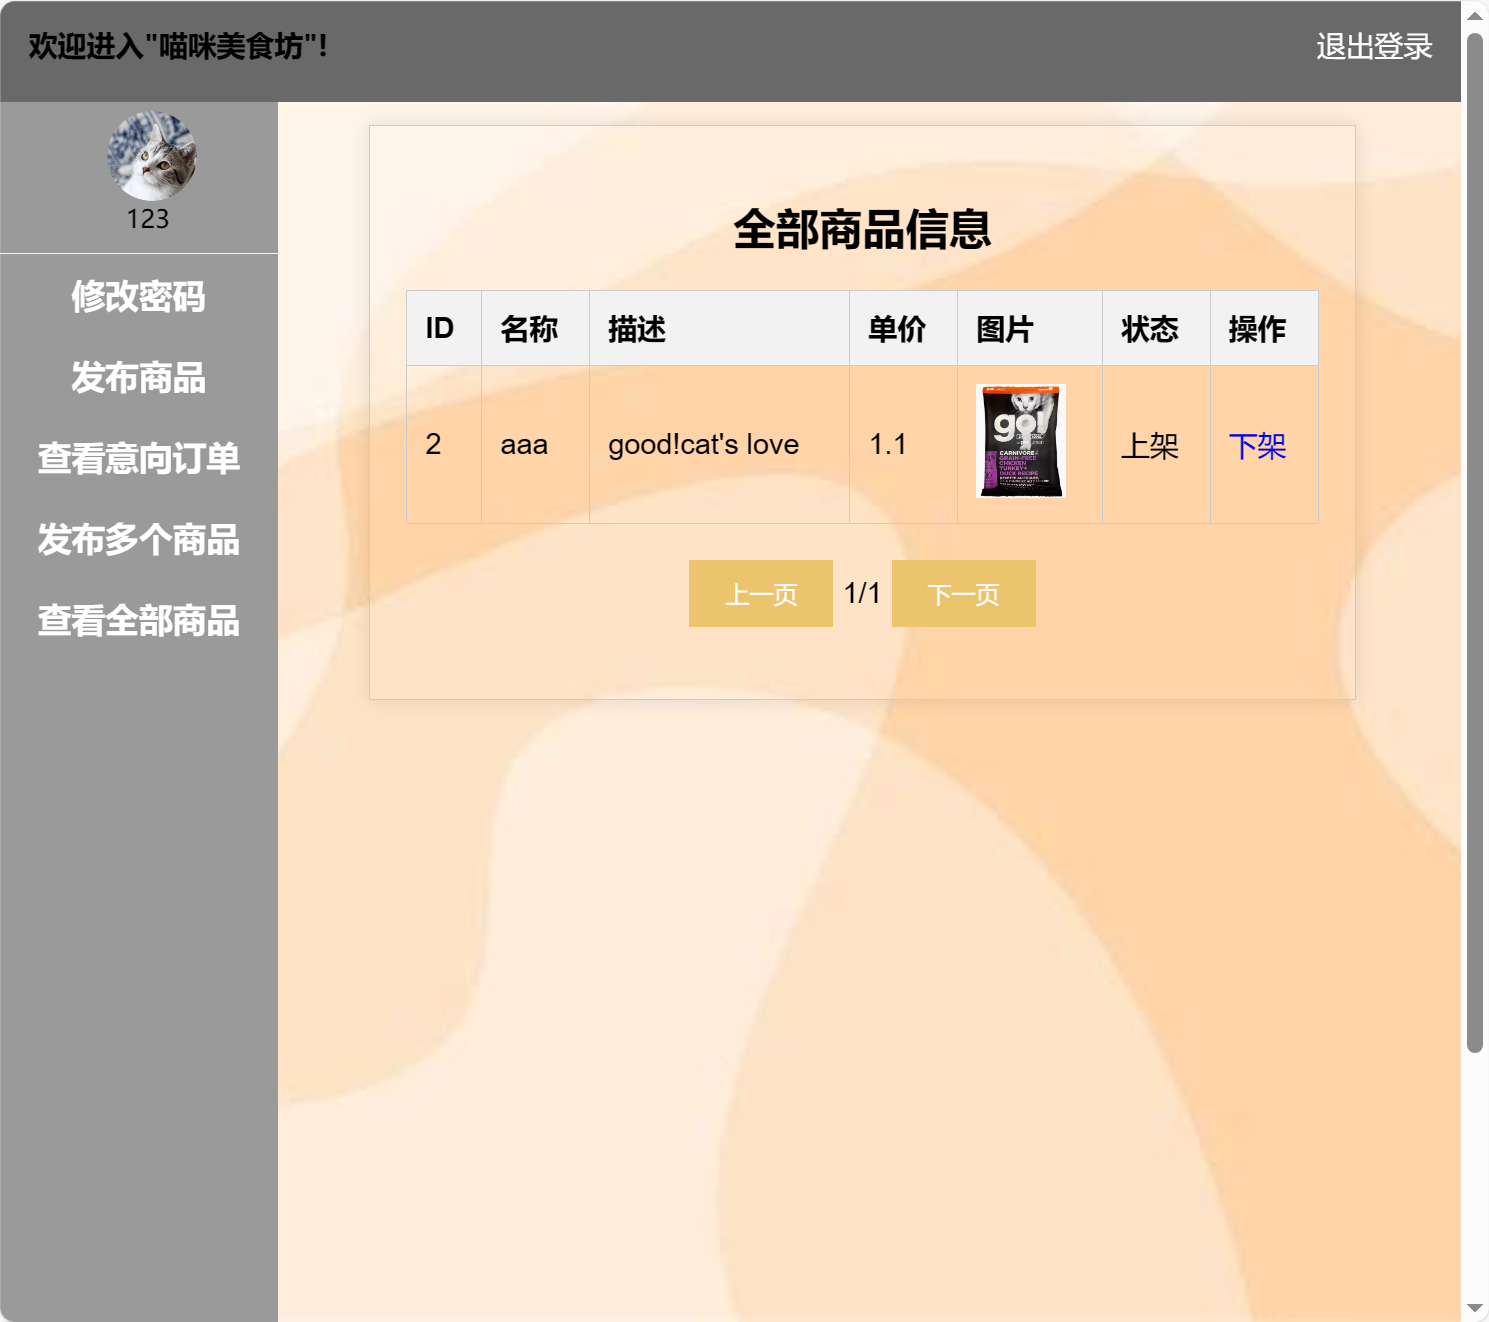 欢迎进入"喵咪美食坊"!
退出登录
123
修改密码
发布商品
查看意向订单
发布多个商品
查看全部商品
全部商品信息
ID 名称 描述 单价 图片 状态 操作
2 aaa good!cat's love 1.1 上架 下架
go!
CARNIVORE
GRAIN-FREE
CHICKEN
TURKEY+
DUCK RECIPE
上一页 1/1 下一页